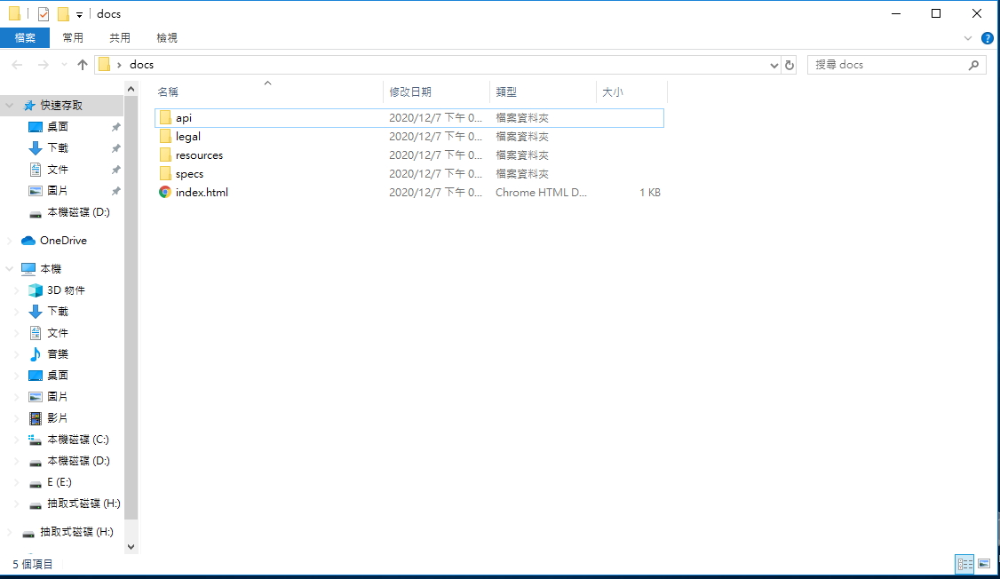 docs
檔案 常用 共用 檢視
docs 搜尋 docs
名稱 修改日期 類型 大小
快速存取
桌面
下載
文件
圖片
本機磁碟 (D:)
OneDrive
本機
3D 物件
下載
文件
音樂
桌面
圖片
影片
本機磁碟 (C:)
本機磁碟 (D:)
E (E:)
抽取式磁碟 (H:)
抽取式磁碟 (H:)
api 2020/12/7 下午 0... 檔案資料夾
legal 2020/12/7 下午 0... 檔案資料夾
resources 2020/12/7 下午 0... 檔案資料夾
specs 2020/12/7 下午 0... 檔案資料夾
index.html 2020/12/7 下午 0... Chrome HTML D... 1 KB
5 個項目